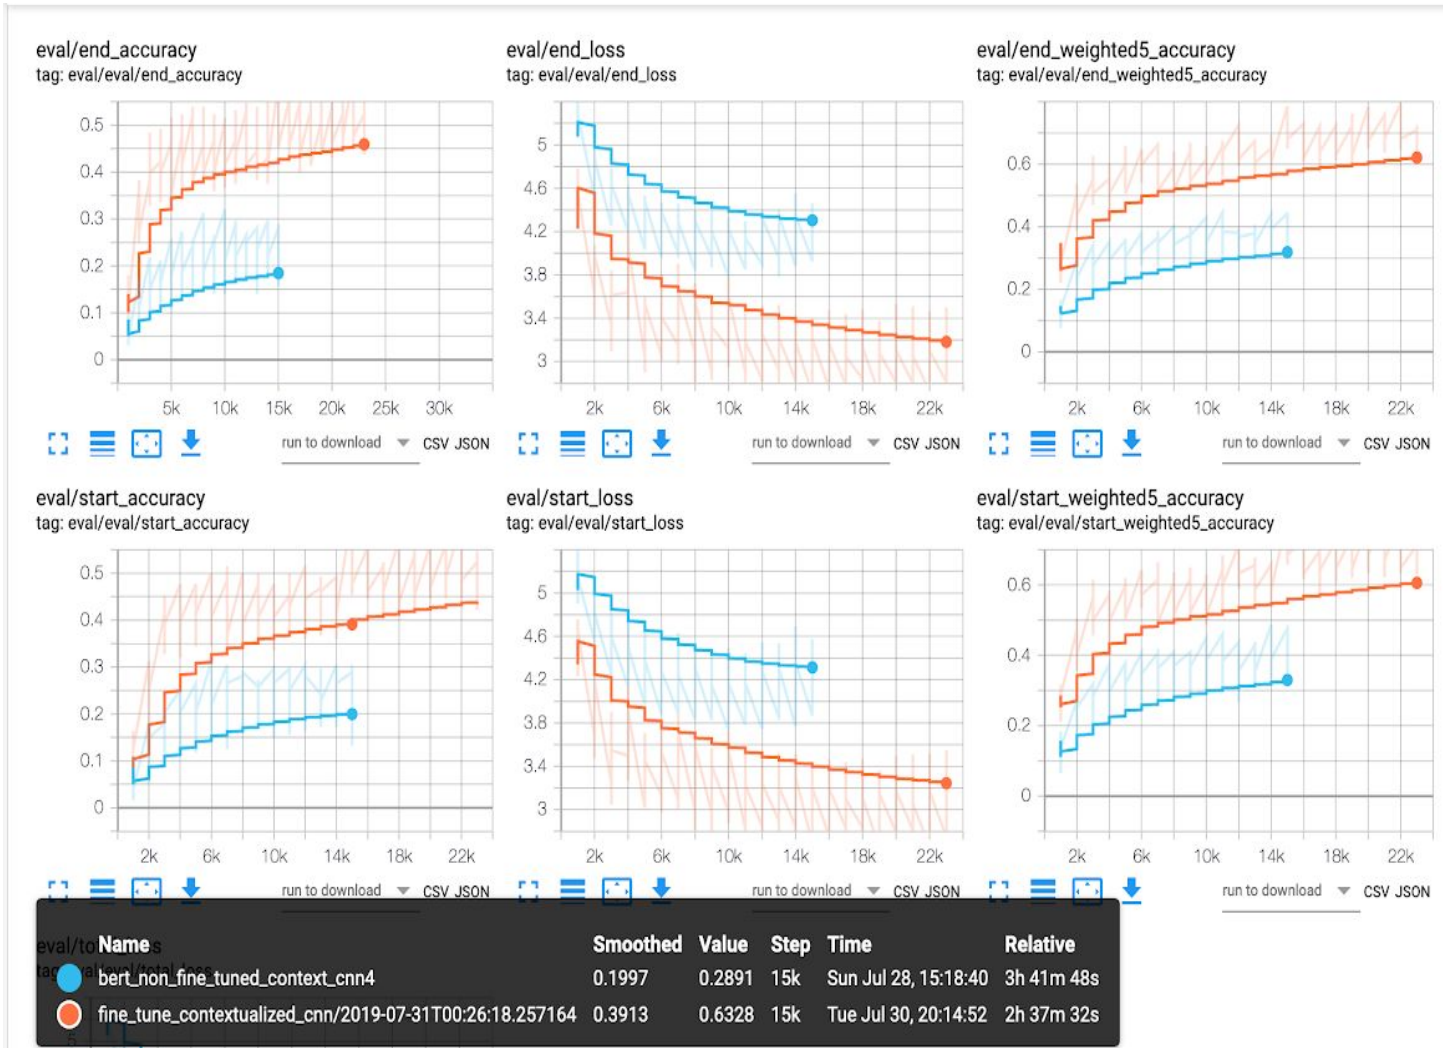 eval/end_accuracy
tag: eval/eval/end_accuracy
0.5
0.4
0.3
0.2
0.1
0
5k 10k 15k 20k 25k 30k
run to download CSV JSON
eval/end_loss
tag: eval/eval/end_loss
5
4.6
4.2
3.8
3.4
3
2k 6k 10k 14k 18k 22k
run to download CSV JSON
eval/end_weighted5_accuracy
tag: eval/eval/end_weighted5_accuracy
0.6
0.4
0.2
0
2k 6k 10k 14k 18k 22k
run to download CSV JSON
eval/start_accuracy
tag: eval/eval/start_accuracy
0.5
0.4
0.3
0.2
0.1
0
2k 6k 10k 14k 18k 22k
run to download CSV JSON
eval/start_loss
tag: eval/eval/start_loss
5
4.6
4.2
3.8
3.4
3
2k 6k 10k 14k 18k 22k
run to download CSV JSON
eval/start_weighted5_accuracy
tag: eval/eval/start_weighted5_accuracy
0.6
0.4
0.2
0
2k 6k 10k 14k 18k 22k
run to download CSV JSON
Name Smoothed Value Step Time Relative
bert_non_fine_tuned_context_cnn4 0.1997 0.2891 15k Sun Jul 28, 15:18:40 3h 41m 48s
fine_tune_contextualized_cnn/2019-07-31T00:26:18.257164 0.3913 0.6328 15k Tue Jul 30, 20:14:52 2h 37m 32s